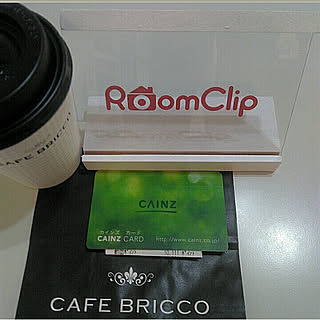 RoomClip
CAFE BRICCO
CAINZ
カインズ カード
CAINZ CARD
http://www.cainz.co.jp/
CAFE BRICCO